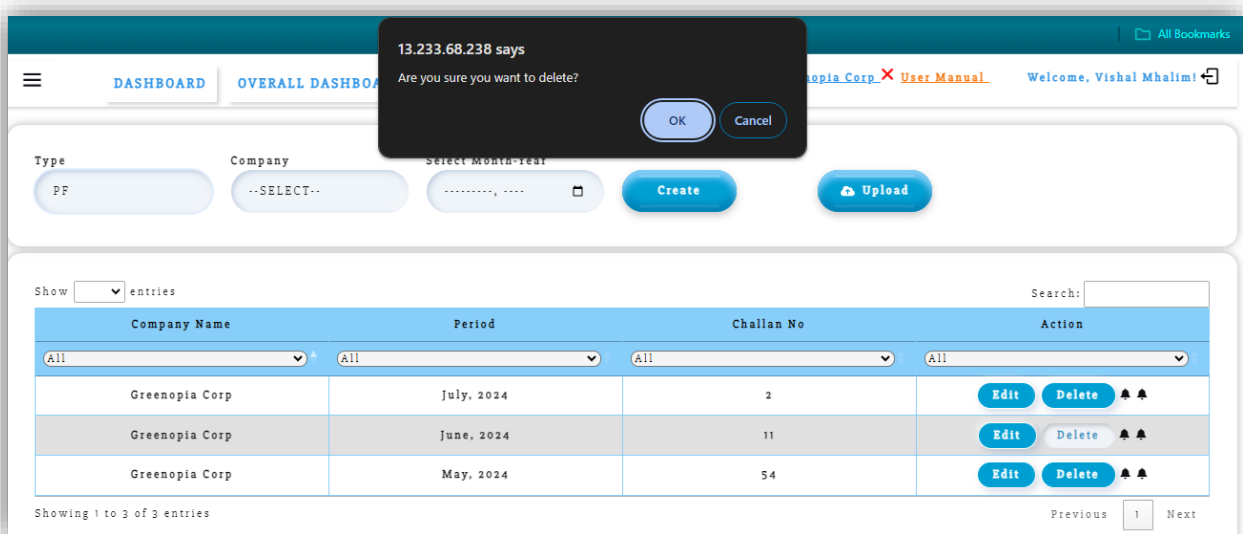 All Bookmarks
13.233.68.238 says
Are you sure you want to delete?
OK Cancel
DASHBOARD OVERALL DASHBOA nopia Corp User Manual Welcome, Vishal Mhalim!
Type Company Select Month-Year
PF --SELECT-- ---------, ---- Create Upload
Show entries Search:
Company Name Period Challan No Action
All All All All
Greenopia Corp July, 2024 2 Edit Delete
Greenopia Corp June, 2024 11 Edit Delete
Greenopia Corp May, 2024 54 Edit Delete
Showing 1 to 3 of 3 entries Previous 1 Next